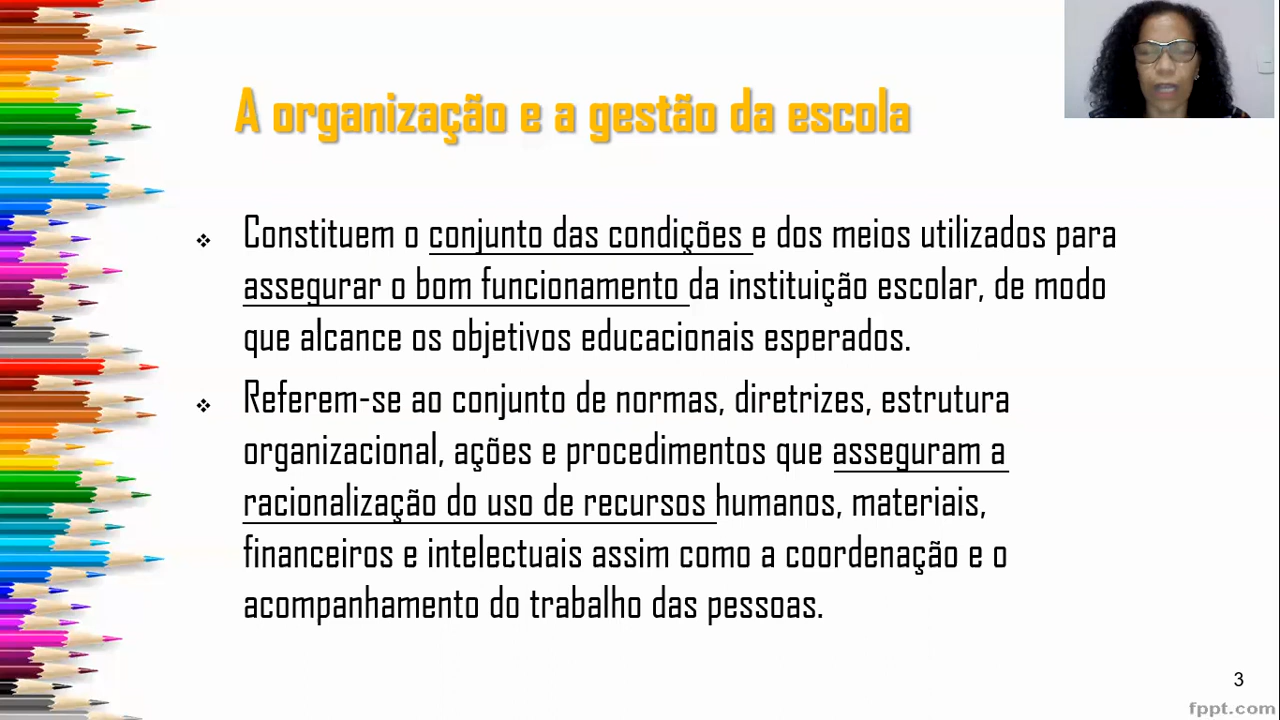 A organização e a gestão da escola
❖ Constituem o conjunto das condições e dos meios utilizados para
assegurar o bom funcionamento da instituição escolar, de modo
que alcance os objetivos educacionais esperados.
❖ Referem-se ao conjunto de normas, diretrizes, estrutura
organizacional, ações e procedimentos que asseguram a
racionalização do uso de recursos humanos, materiais,
financeiros e intelectuais assim como a coordenação e o
acompanhamento do trabalho das pessoas.
3
fppt.com